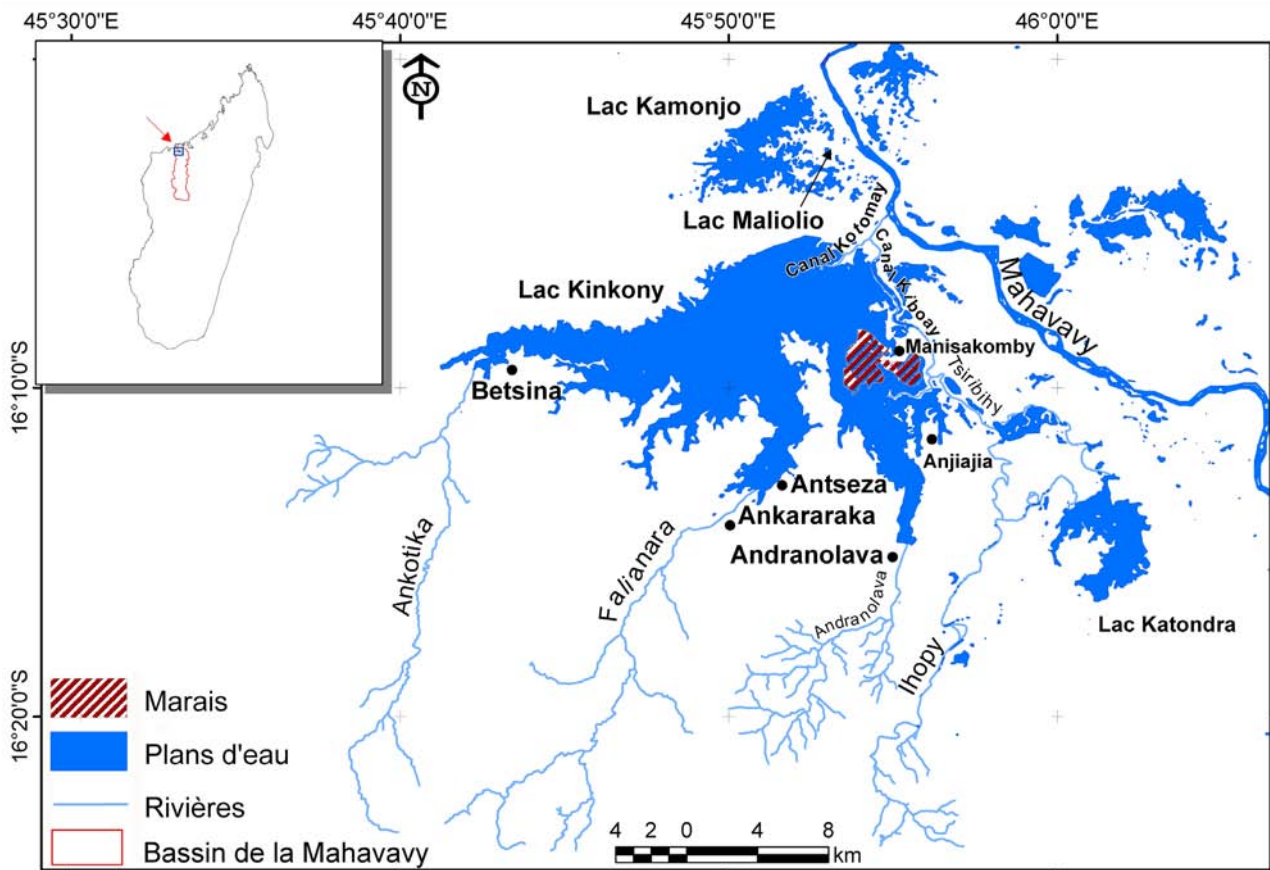 45°30'0"E
45°40'0"E
45°50'0"E
46°0'0"E
N
Lac Kamonjo
Lac Maliolio
Canal Kotomay
Canal Kiboay
Lac Kinkony
Mahavavy
Manisakomby
Tsiribihy
16°10'0"S
Betsina
Anjiajia
Antseza
Ankararaka
Andranolava
Ankotika
Falianara
Andranolava
Ihopy
Lac Katondra
16°20'0"S
Marais
Plans d'eau
Rivières
Bassin de la Mahavavy
4 2 0 4 8
km